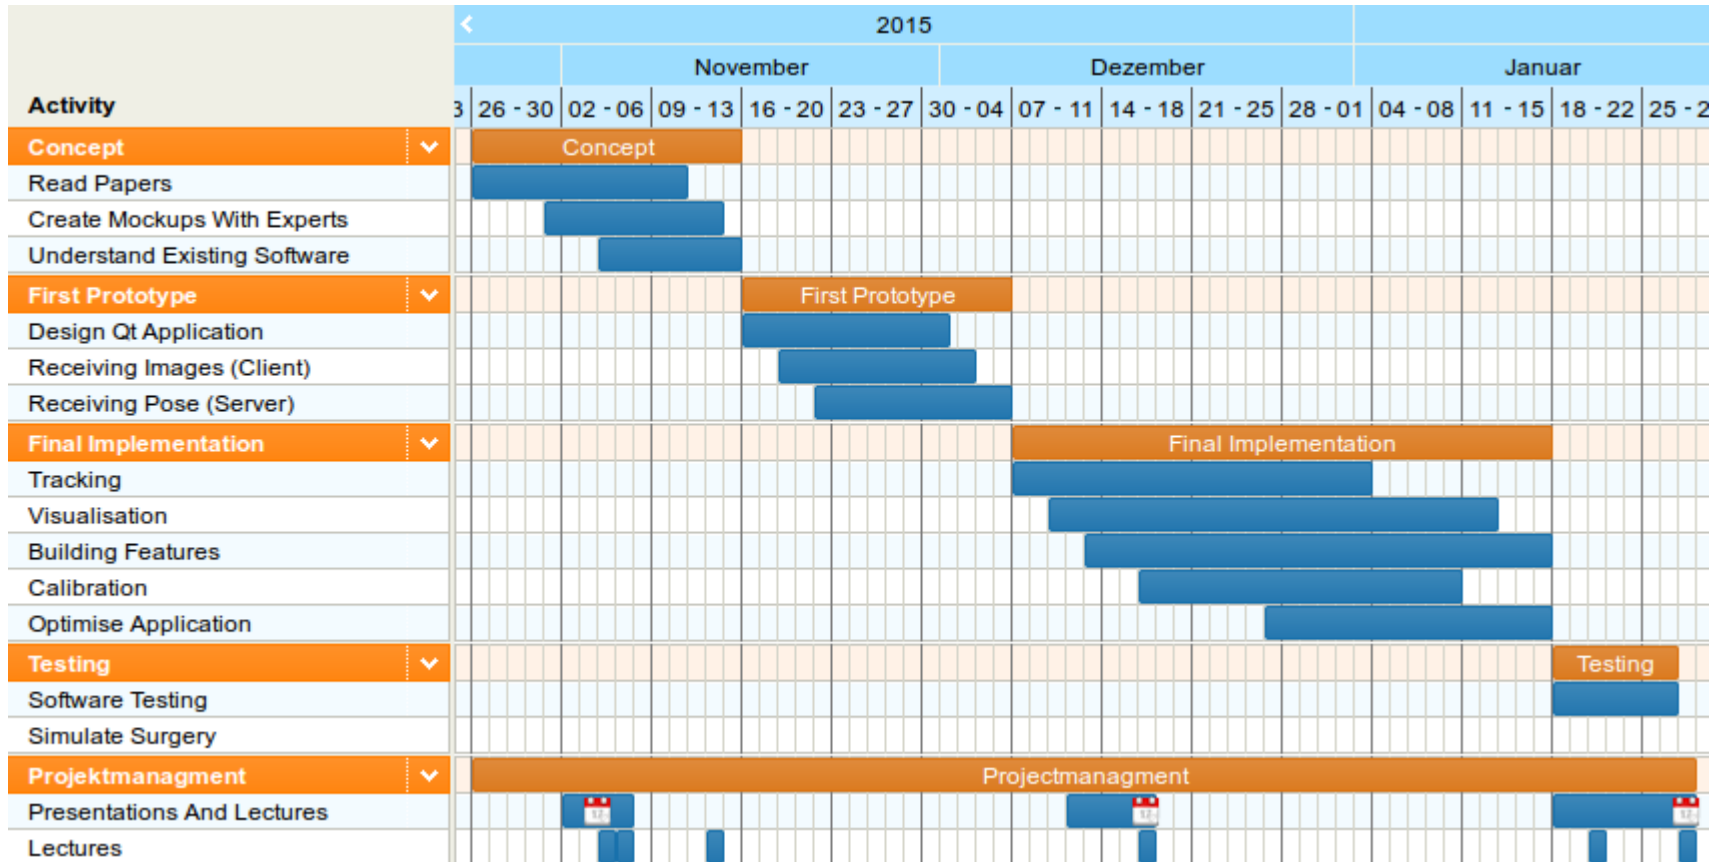 2015
November Dezember Januar
Activity 3 26 - 30 02 - 06 09 - 13 16 - 20 23 - 27 30 - 04 07 - 11 14 - 18 21 - 25 28 - 01 04 - 08 11 - 15 18 - 22 25 - 2
Concept Concept
Read Papers
Create Mockups With Experts
Understand Existing Software
First Prototype First Prototype
Design Qt Application
Receiving Images (Client)
Receiving Pose (Server)
Final Implementation Final Implementation
Tracking
Visualisation
Building Features
Calibration
Optimise Application
Testing Testing
Software Testing
Simulate Surgery
Projektmanagment Projectmanagment
Presentations And Lectures
Lectures